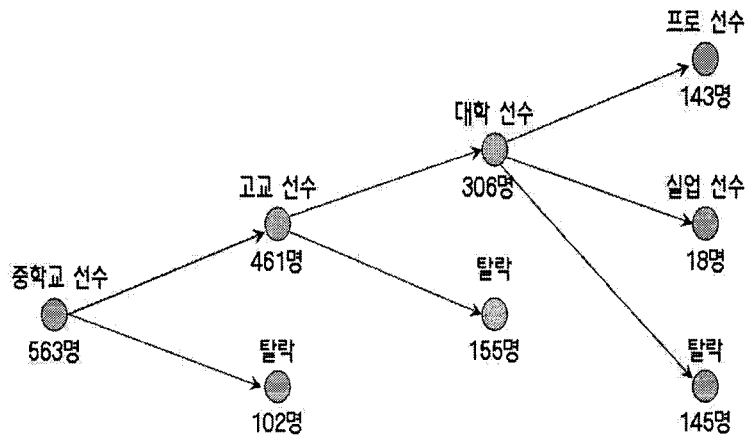 프로 선수
143명
대학 선수
306명
실업 선수
18명
고교 선수
461명
탈락
155명
탈락
145명
중학교 선수
563명
탈락
102명